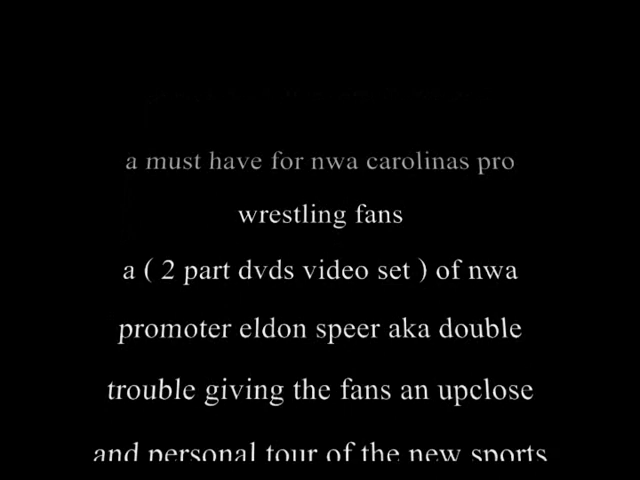 a must have for nwa carolinas pro
wrestling fans
a ( 2 part dvds video set ) of nwa
promoter eldon speer aka double
trouble giving the fans an upclose
and personal tour of the new sports